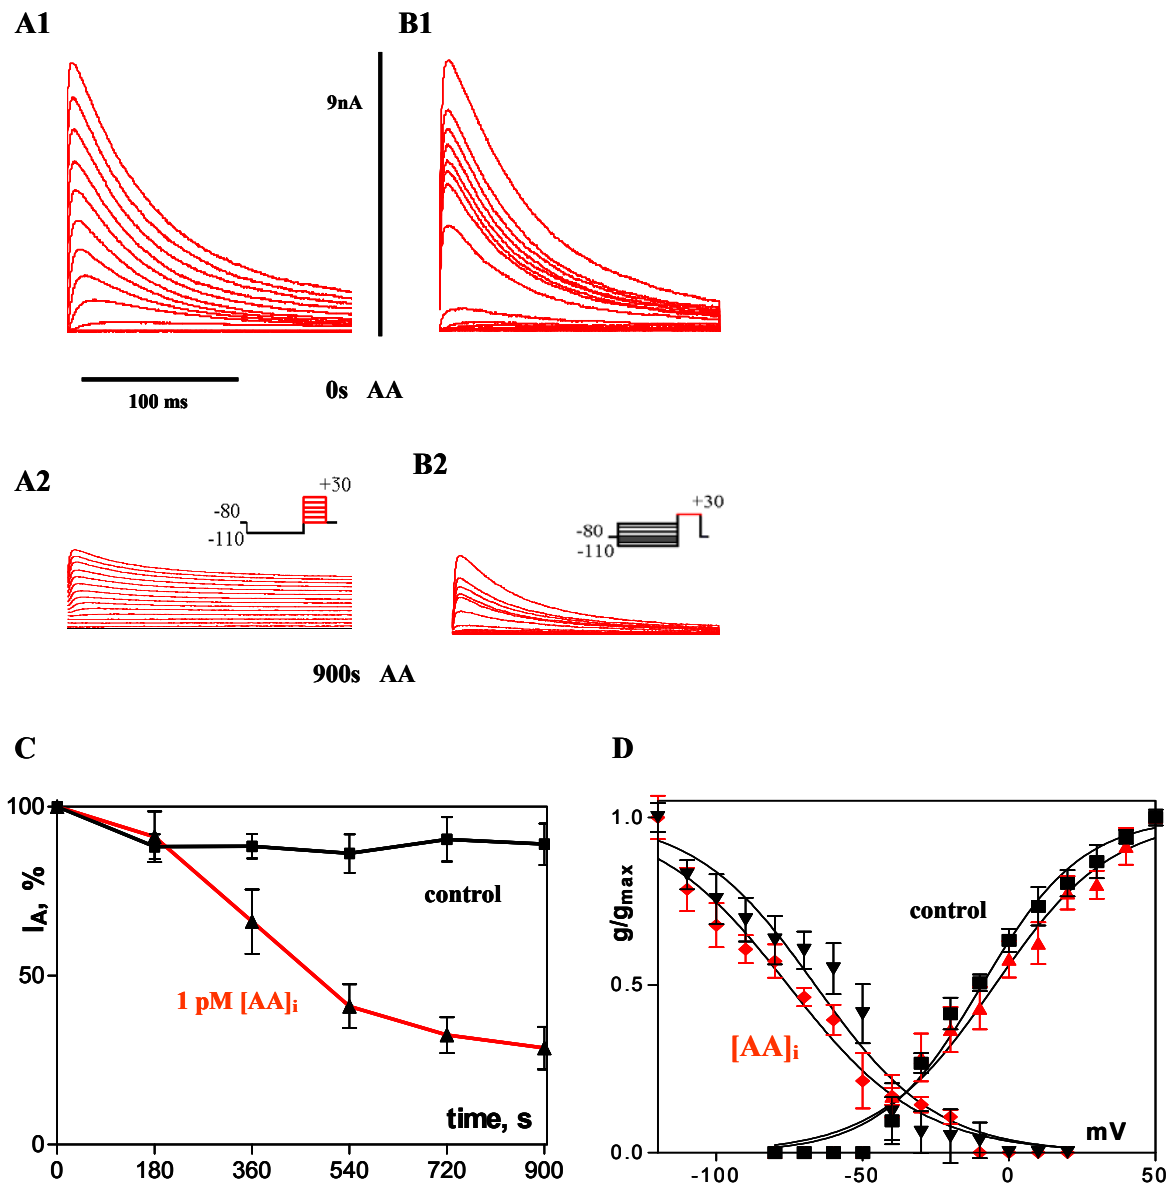 A1
B1
9nA
100 ms
0s AA
A2
B2
+30
-80
-110
+30
-80
-110
900s AA
C
D
100
50
0
IA, %
control
1 pM [AA]i
time, s
0 180 360 540 720 900
1.0
0.5
0.0
g/gmax
control
[AA]i
mV
-100 -50 0 50